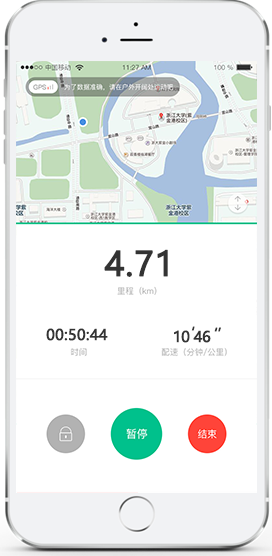 中国移动 11:27 AM 100 %
GPS 为了数据准确，请在户外开阔处运动吧
浙江大学(紫
金港校区)
浙江大学紫
金港校区
4.71
里程（km）
00:50:44 10‘46‘‘
时间 配速（分钟/公里）
暂停 结束